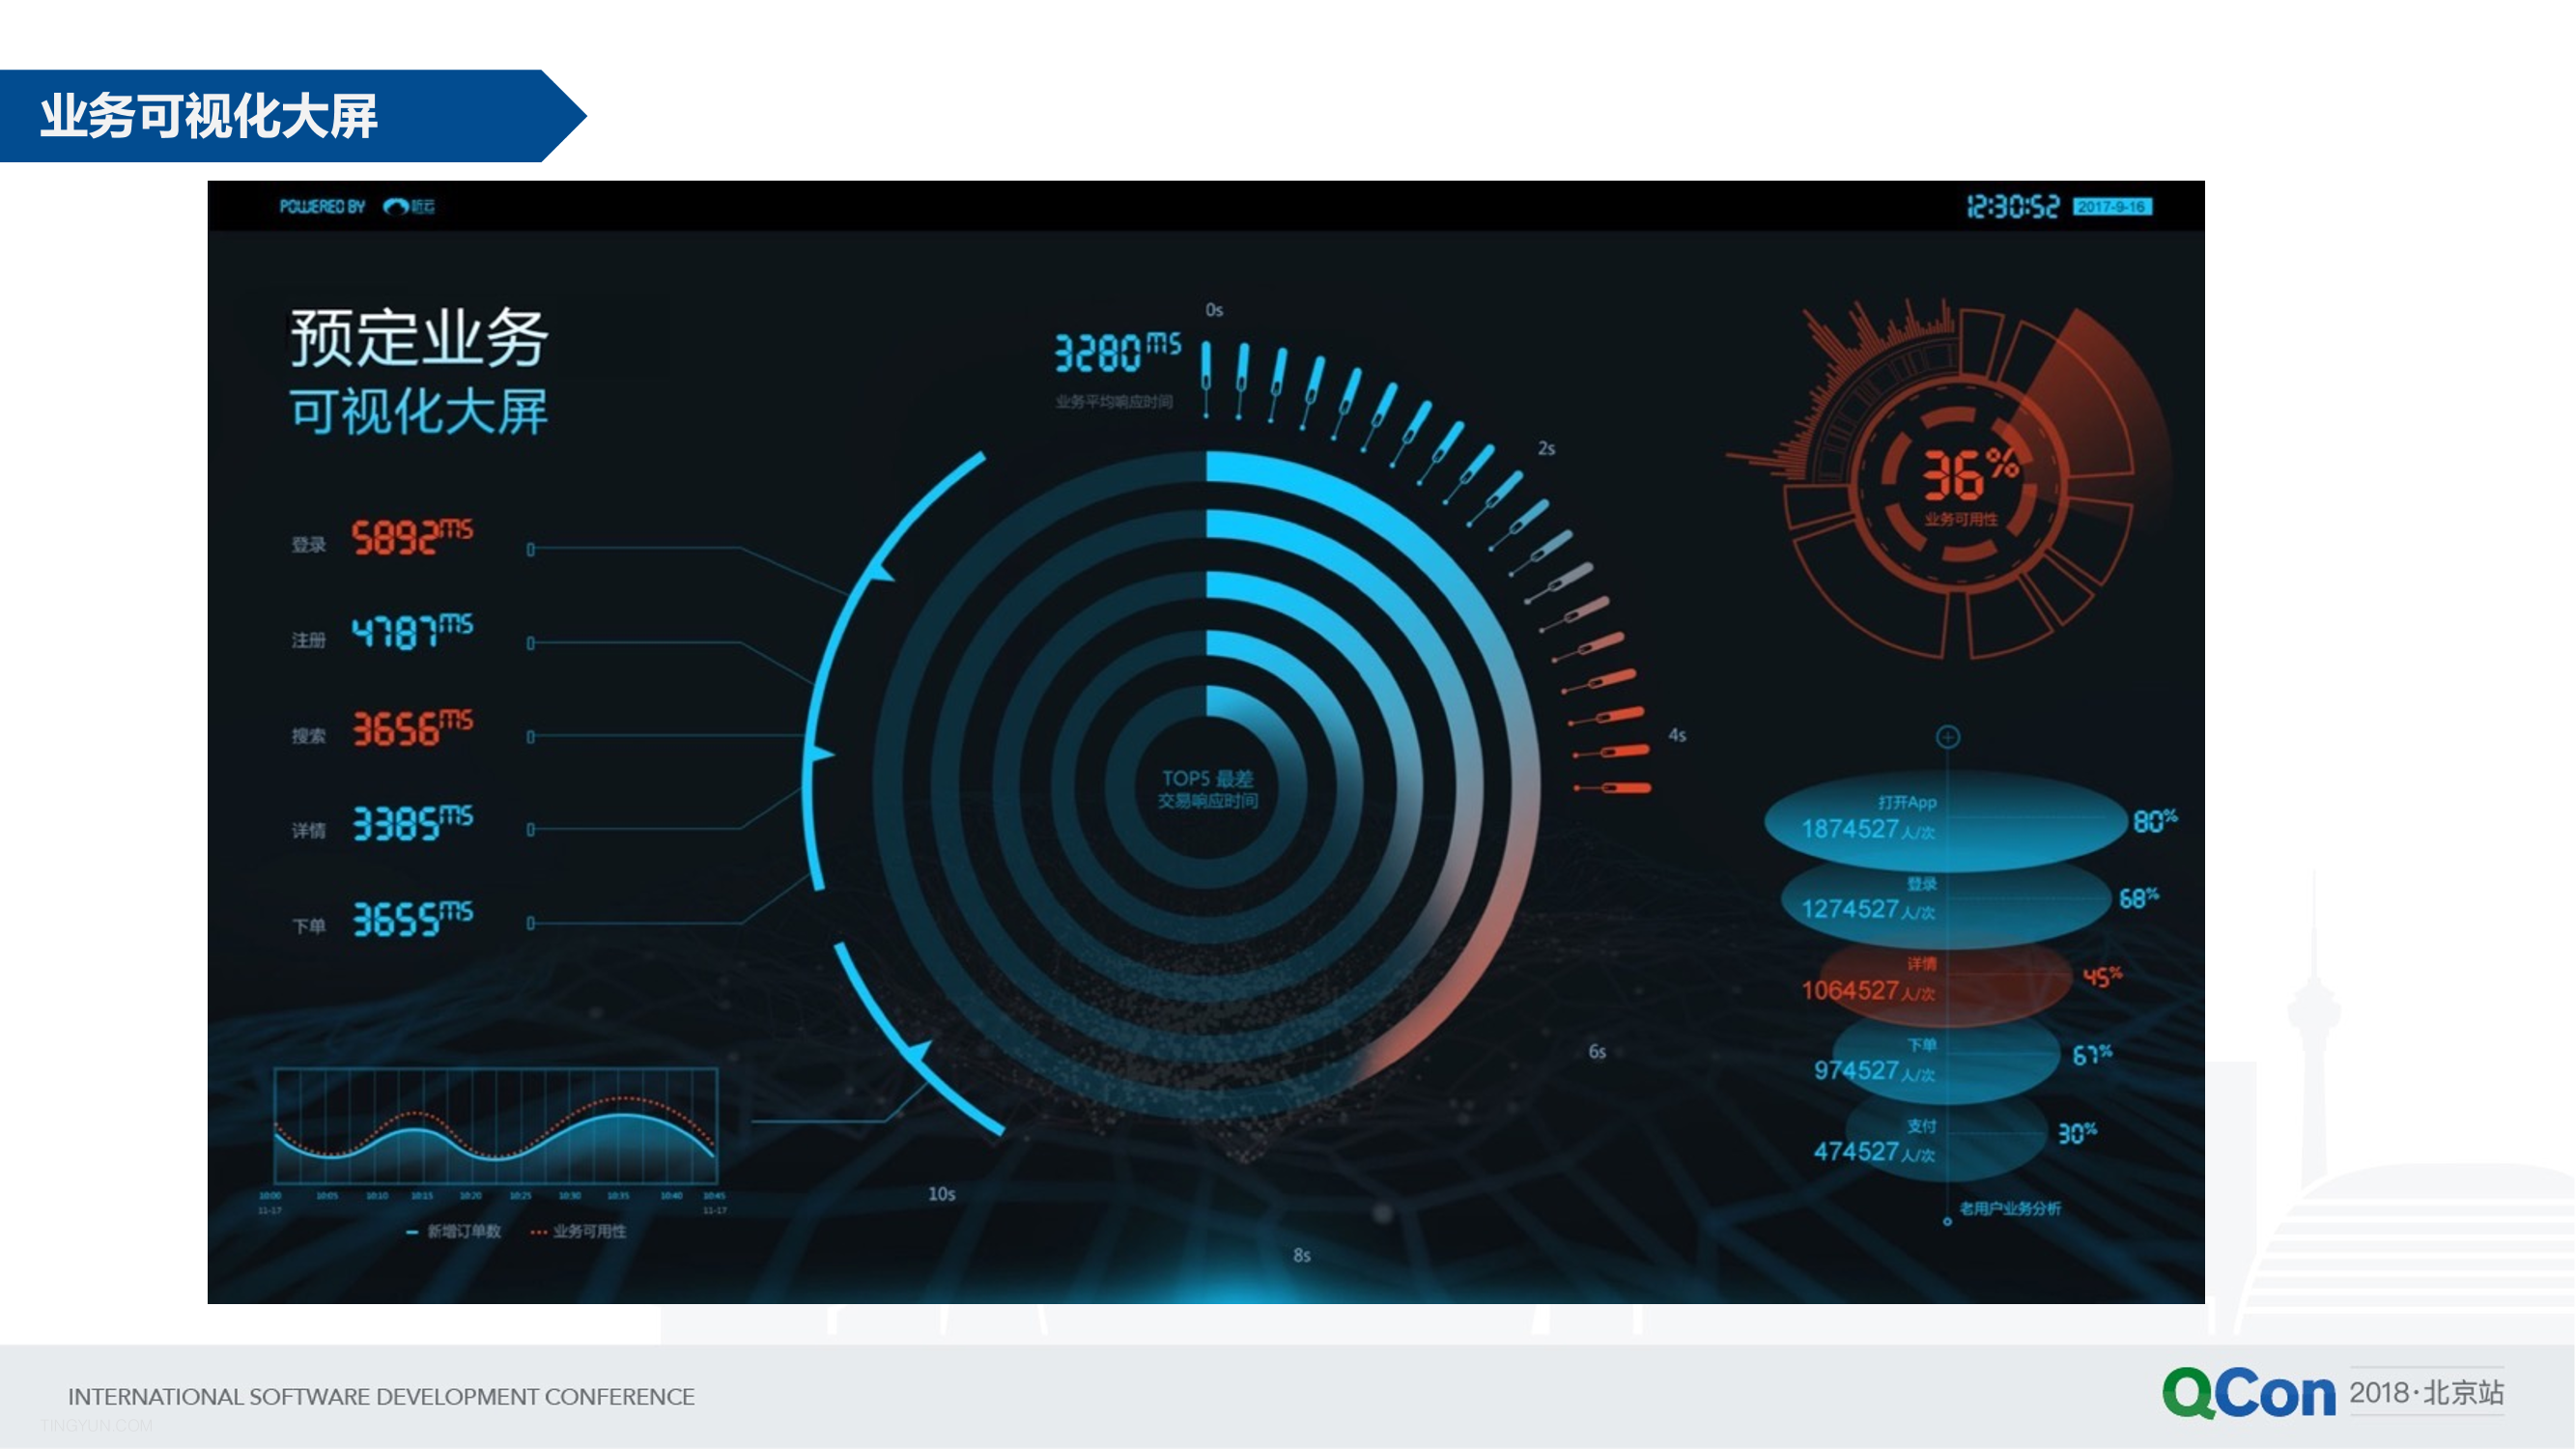 业务可视化大屏
POWERED BY 听云
12:30:52 2017-9-16
预定业务
可视化大屏
登录 5892ms
注册 4787ms
搜索 3656ms
详情 3385ms
下单 3655ms
10:00 10:05 10:10 10:15 10:20 10:25 10:30 10:35 10:40 10:45
11-17 11-17
新增订单数 业务可用性
3280ms
业务平均响应时间
0s
2s
4s
6s
8s
10s
TOP5 最差
交易响应时间
36%
业务可用性
打开App
1874527人/次 80%
登录
1274527人/次 68%
详情
1064527人/次 45%
下单
974527人/次 67%
支付
474527人/次 30%
老用户业务分析
INTERNATIONAL SOFTWARE DEVELOPMENT CONFERENCE
TINGYUN.COM
QCon 2018·北京站